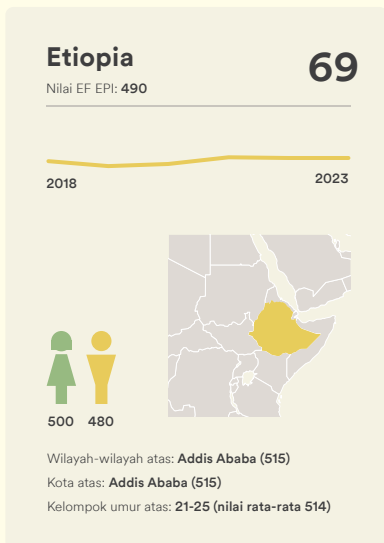 Etiopia
69
Nilai EF EPI: 490
2018
2023
500 480
Wilayah-wilayah atas: Addis Ababa (515)
Kota atas: Addis Ababa (515)
Kelompok umur atas: 21-25 (nilai rata-rata 514)